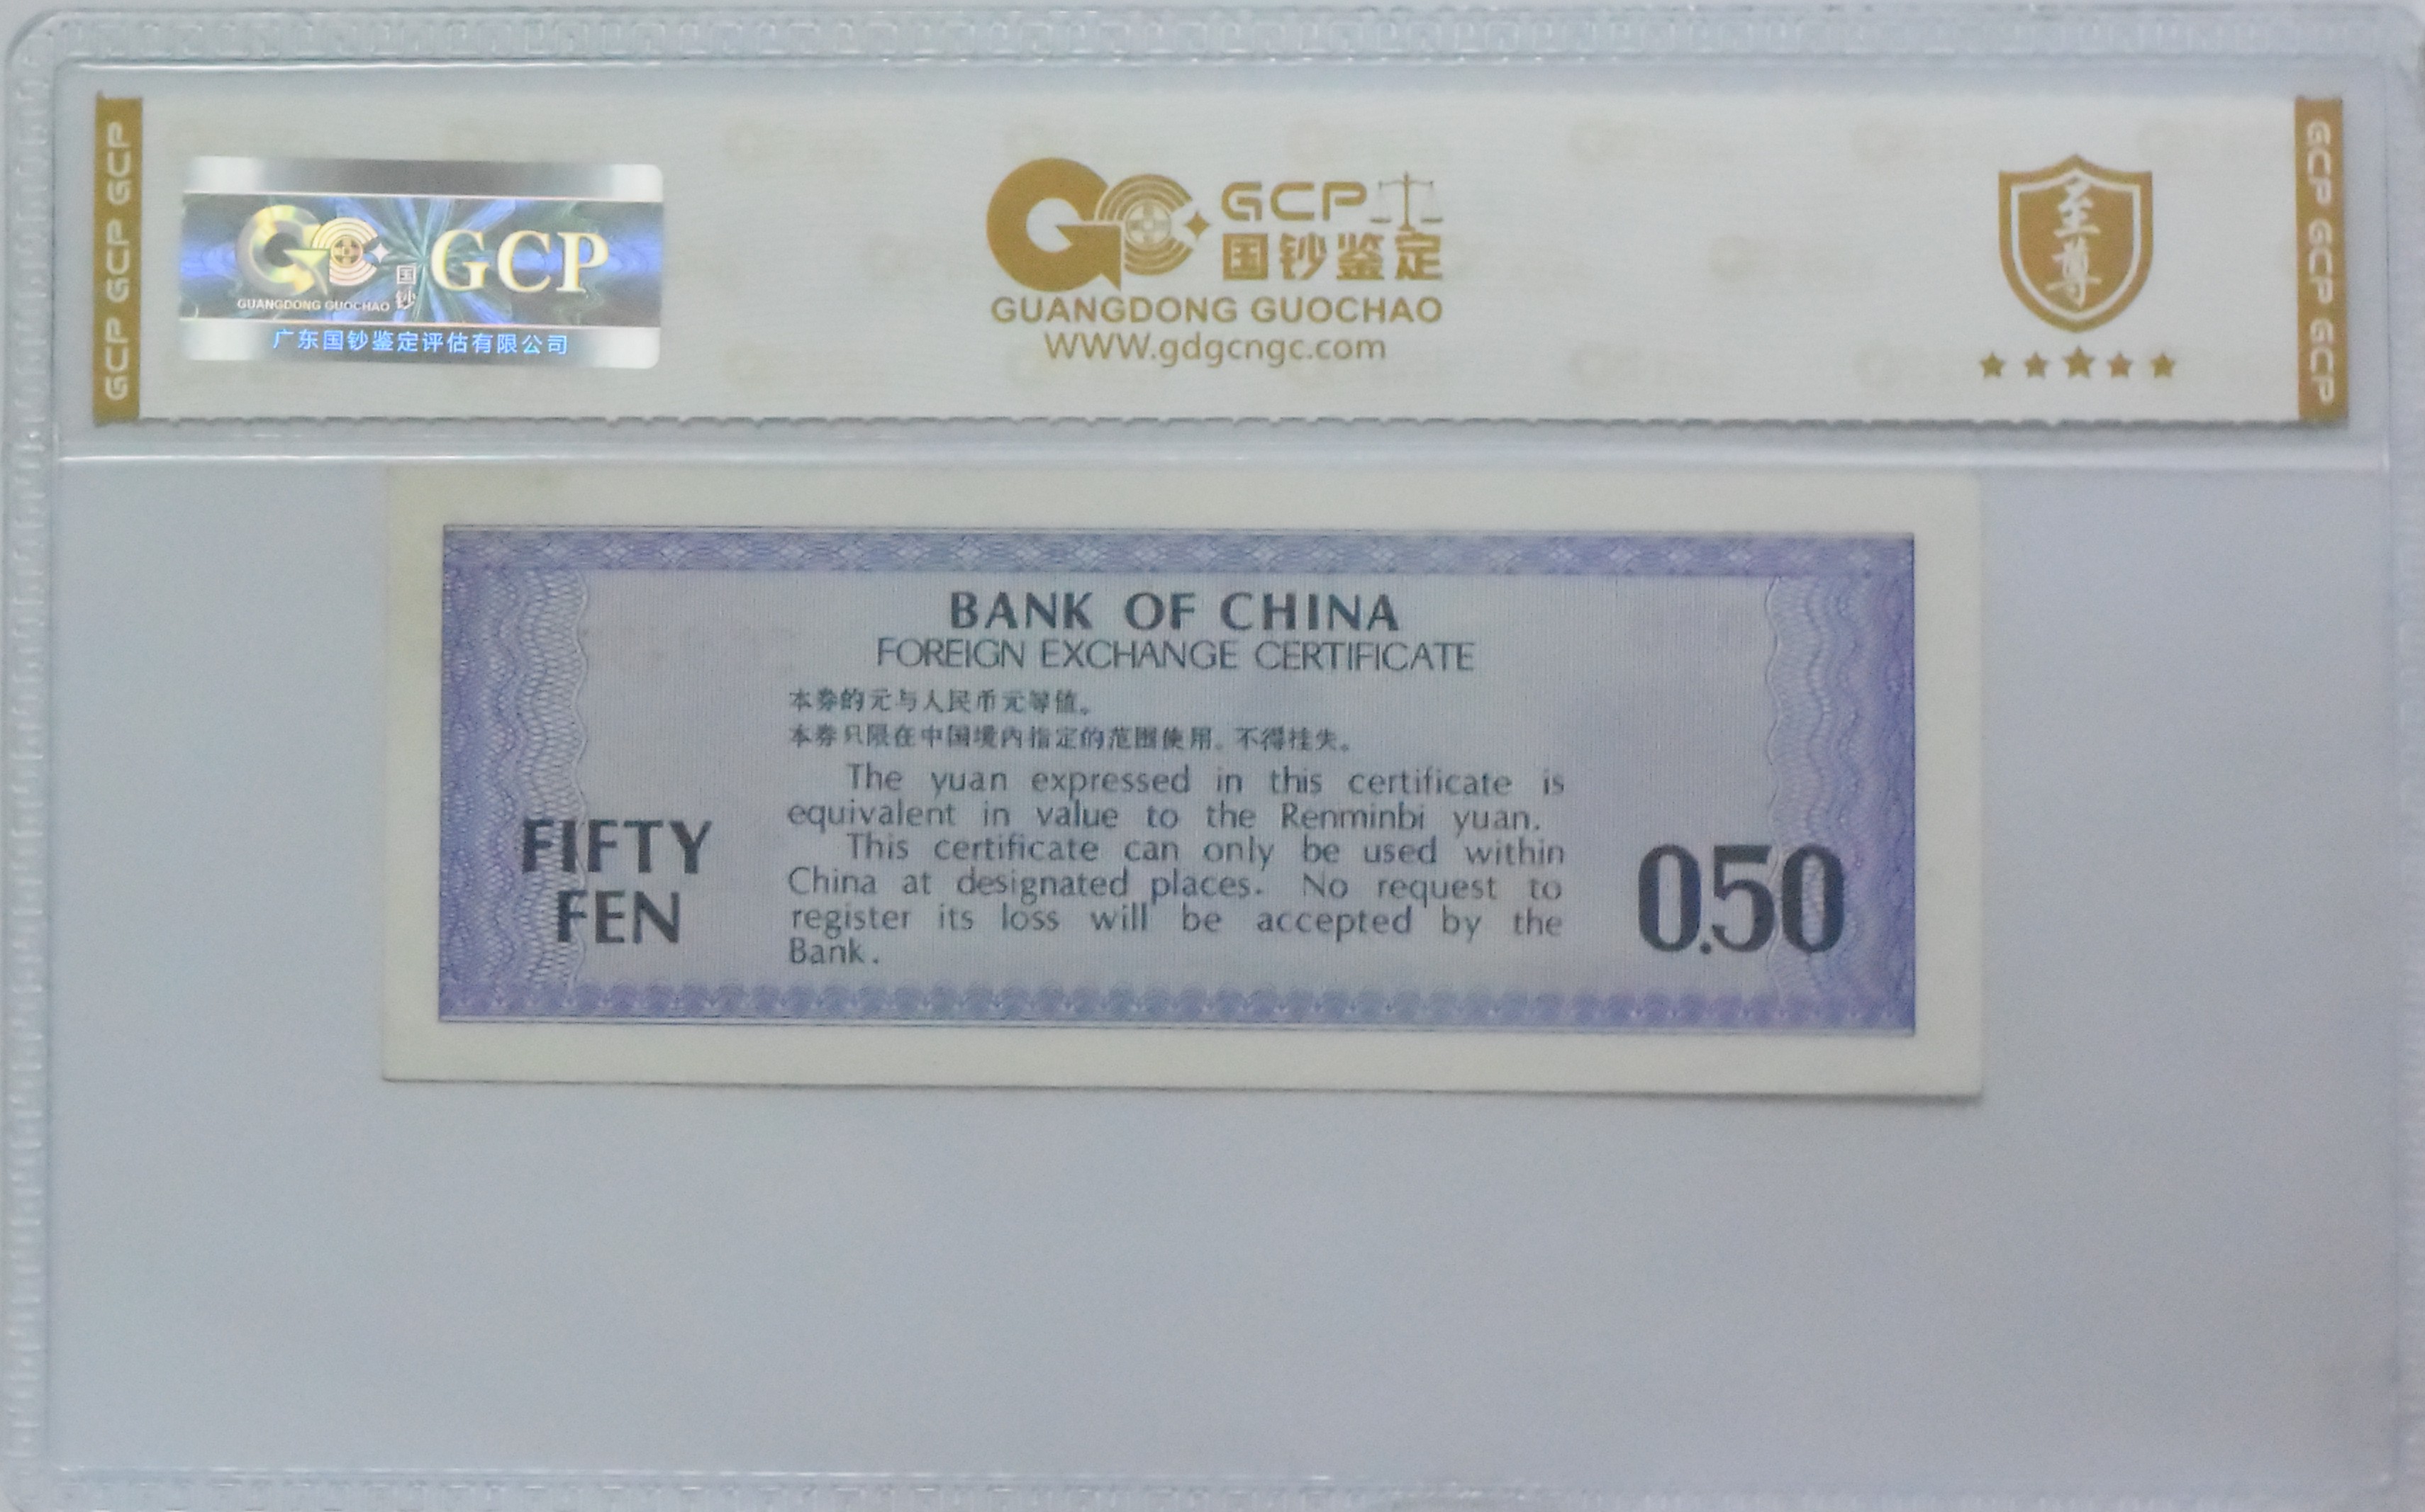 GCP GCP GCP
GUANGDONG GUOCHAO
国钞
GCP
广东国钞鉴定评估有限公司
GCP
国钞鉴定
GUANGDONG GUOCHAO
WWW.gdgcngc.com
至尊
GCP GCP GCP
BANK OF CHINA
FOREIGN EXCHANGE CERTIFICATE
本券的元与人民币元等值。
本券只限在中国境内指定的范围使用。不得挂失。
The yuan expressed in this certificate is
equivalent in value to the Renminbi yuan.
This certificate can only be used within
China at designated places. No request to
register its loss will be accepted by the
Bank.
FIFTY
FEN
0.50